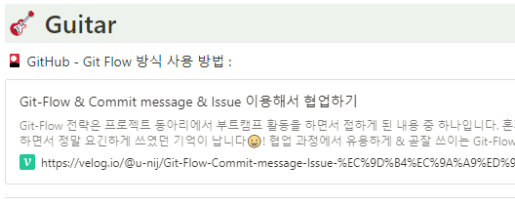 Guitar
GitHub - Git Flow 방식 사용 방법 :
Git-Flow & Commit message & Issue 이용해서 협업하기
Git-Flow 전략은 프로젝트 동아리에서 부트캠프 활동을 하면서 접하게 된 내용 중 하나입니다. 혼
하면서 정말 요긴하게 쓰였던 기억이 납니다😀! 협업 과정에서 유용하게 & 곧잘 쓰이는 Git-Flow
https://velog.io/@u-nij/Git-Flow-Commit-message-Issue-%EC%9D%B4%EC%9A%A9%ED%9